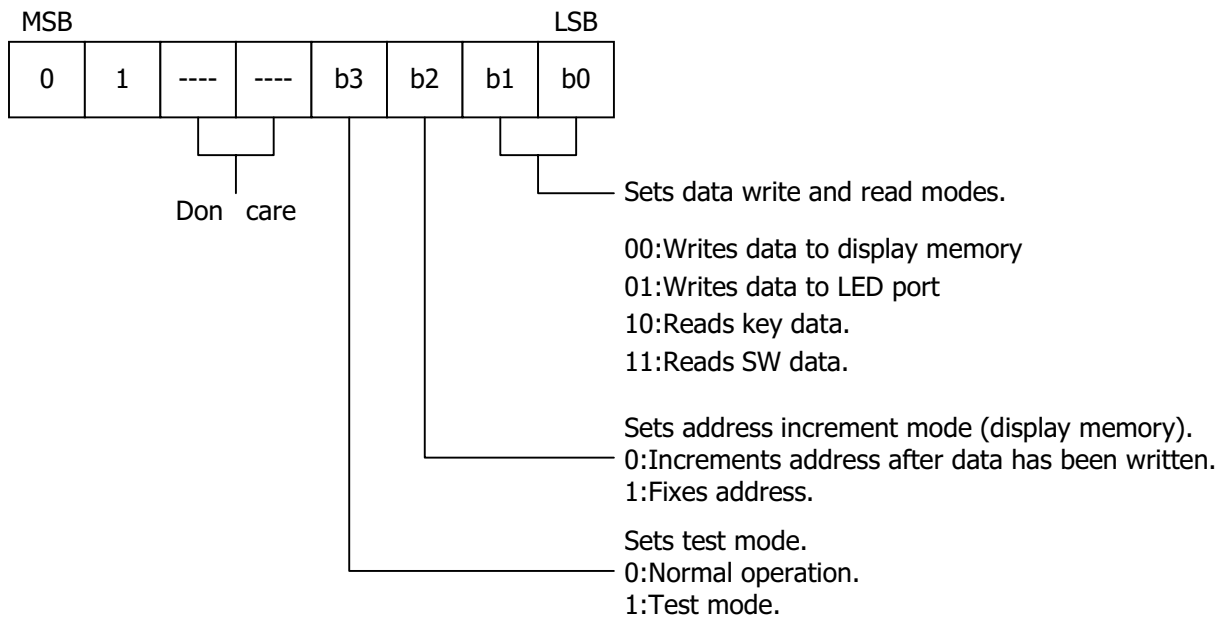 MSB LSB
0 1 ---- ---- b3 b2 b1 b0
Don care
Sets data write and read modes.
00:Writes data to display memory
01:Writes data to LED port
10:Reads key data.
11:Reads SW data.
Sets address increment mode (display memory).
0:Increments address after data has been written.
1:Fixes address.
Sets test mode.
0:Normal operation.
1:Test mode.